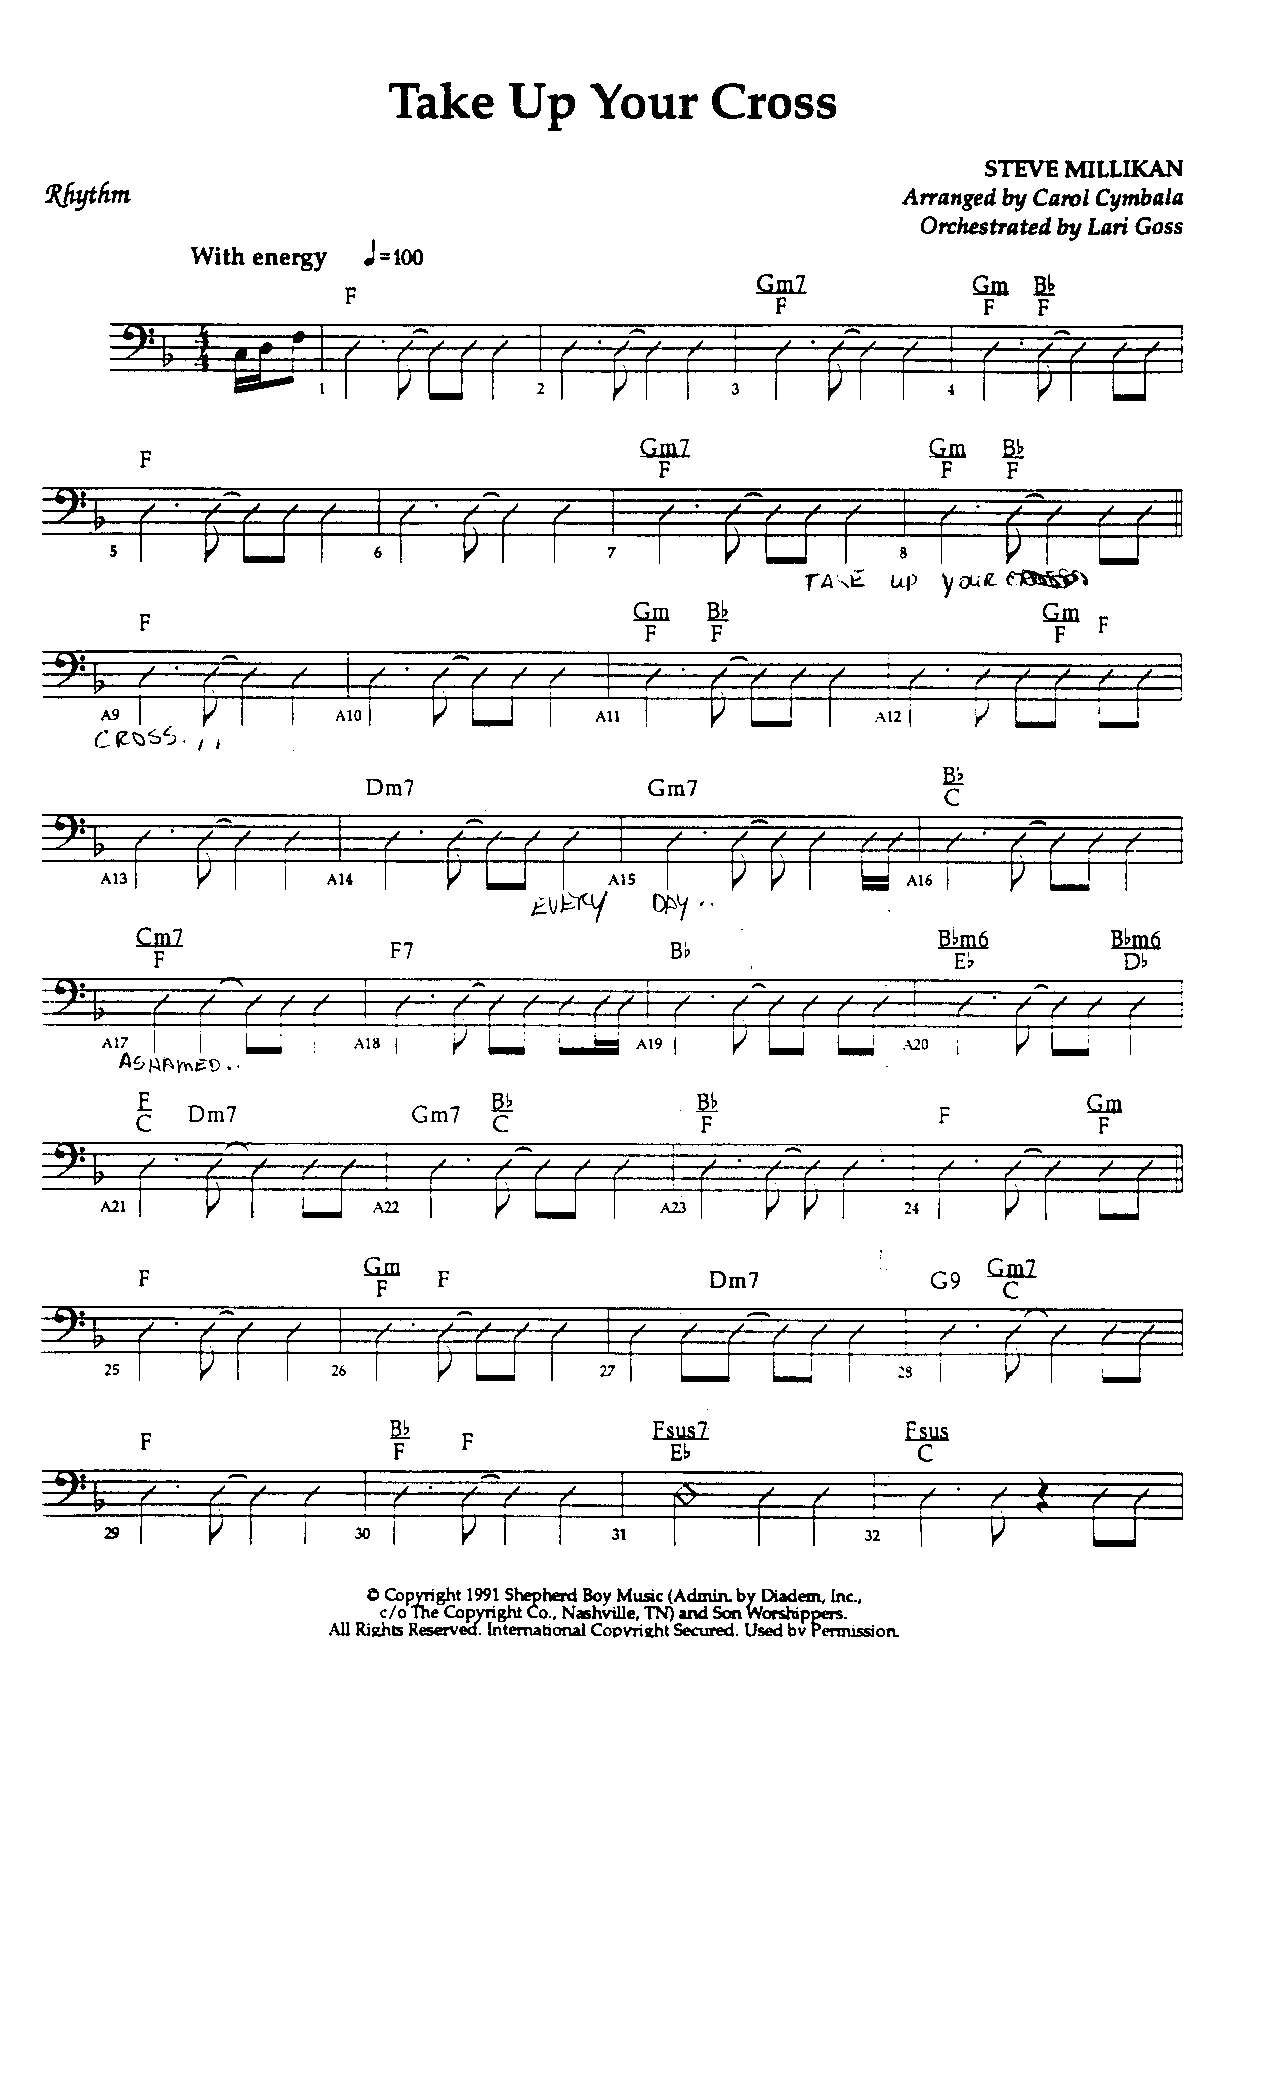 Take Up Your Cross
STEVE MILLIKAN
Rhythm
Arranged by Carol Cymbala
Orchestrated by Lari Goss
With energy ♩=100
F Gm7/F Gm/F B♭/F
1 2 3 4
F Gm7/F Gm/F B♭/F
5 6 7 8
TAKE UP YOUR
F Gm/F B♭/F Gm/F F
A9 A10 A11 A12
CROSS...
Dm7 Gm7 B♭/C
A13 A14 A15 A16
EVERY DAY..
Cm7/F F7 B♭ B♭m6/E♭ B♭m6/D♭
A17 A18 A19 A20
ASHAMED..
F/C Dm7 Gm7 B♭/C B♭/F F Gm/F
A21 A22 A23 24
F Gm/F F Dm7 G9 Gm7/C
25 26 27 28
F B♭/F F Fsus7/E♭ Fsus/C
29 30 31 32
© Copyright 1991 Shepherd Boy Music (Admin. by Diadem, Inc.,
c/o The Copyright Co., Nashville, TN) and Son Worshippers.
All Rights Reserved. International Copyright Secured. Used by Permission.